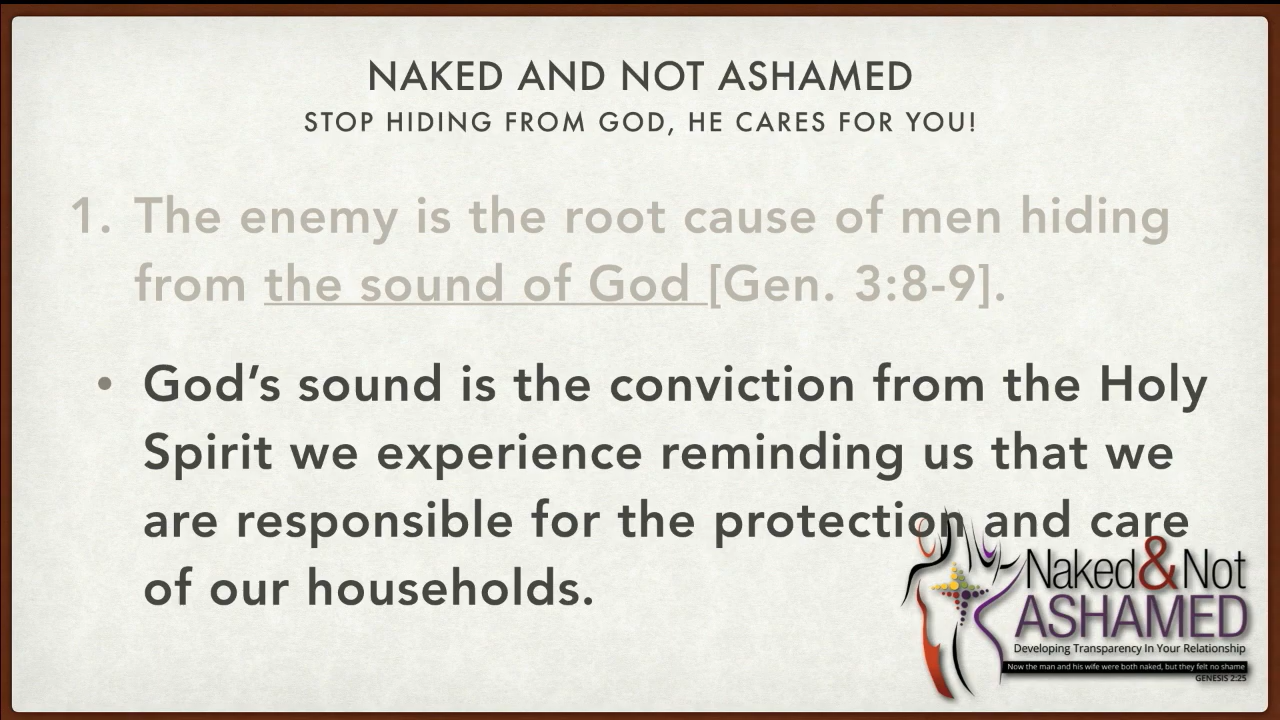 NAKED AND NOT ASHAMED
STOP HIDING FROM GOD, HE CARES FOR YOU!
1. The enemy is the root cause of men hiding
from the sound of God [Gen. 3:8-9].
• God’s sound is the conviction from the Holy
Spirit we experience reminding us that we
are responsible for the protection and care
of our households.
Naked & Not
ASHAMED
Developing Transparency In Your Relationship
Now the man and his wife were both naked, but they felt no shame
GENESIS 2:25